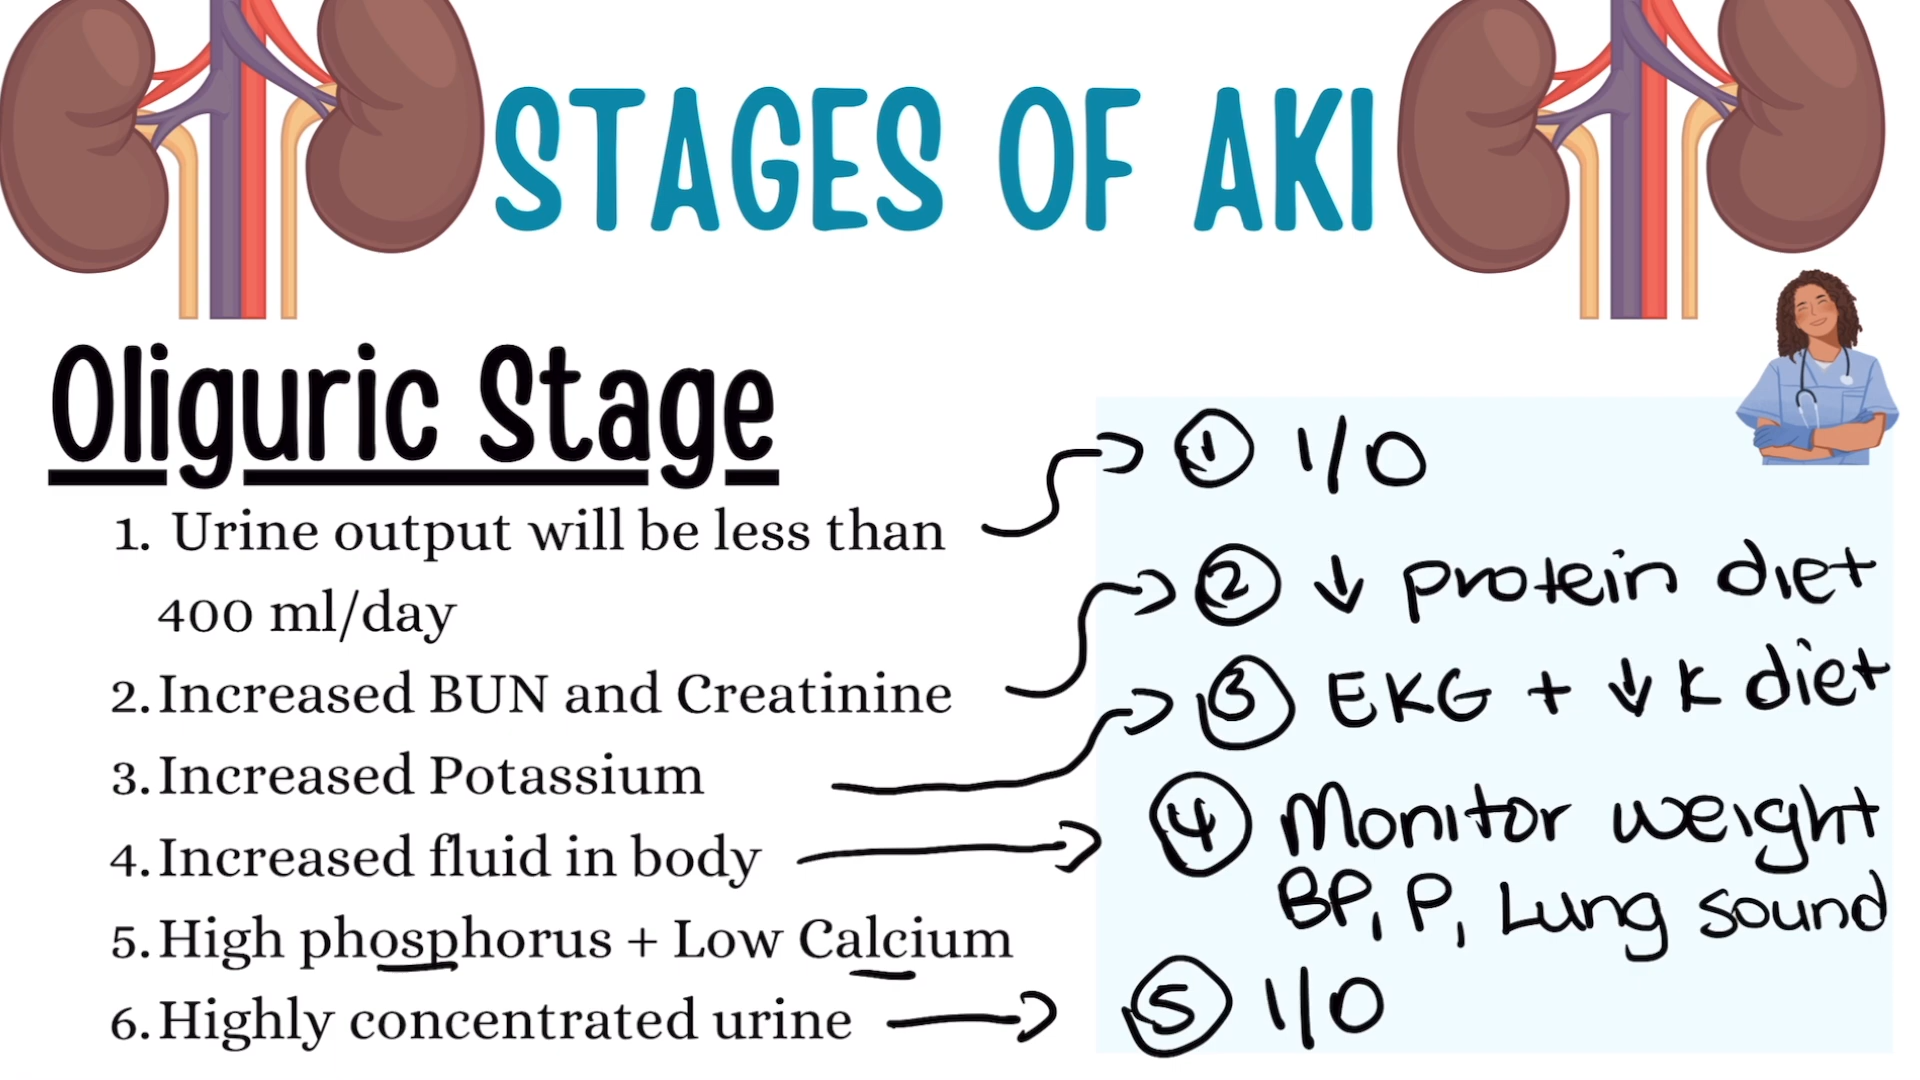 STAGES OF AKI
Oliguric Stage
1. Urine output will be less than
400 ml/day
2. Increased BUN and Creatinine
3. Increased Potassium
4. Increased fluid in body
5. High phosphorus + Low Calcium
6. Highly concentrated urine
① I/O
② ↓ protein diet
③ EKG + ↓ K diet
④ Monitor weight
BP, P, Lung sound
⑤ I/O